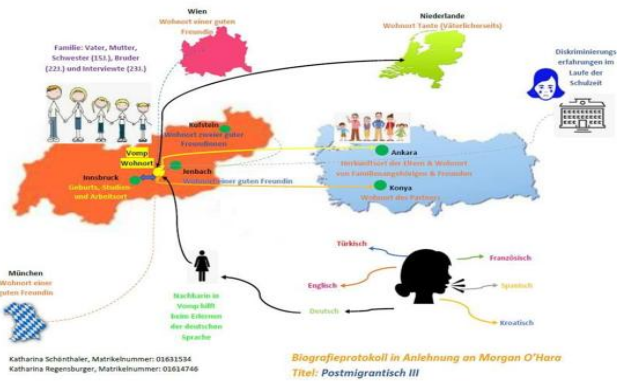 Wien
Wohnort einer guten
Freundin
Niederlande
Wohnort Tante (Väterlicherseits)
Familie: Vater, Mutter,
Schwester (15J.), Bruder
(22J.) und Interviewte (23J.)
Diskriminierungs
erfahrungen im
Laufe der
Schulzeit
Kufstein
Wohnort zweier guter
Freundinnen
Vomp
Wohnort
Jenbach
Wohnort einer guten Freundin
Innsbruck
Geburts, Studien
und Arbeitsort
Ankara
Herkunftsort der Eltern & Wohnort
von Familienangehörigen & Freunden
Konya
Wohnort des Partners
München
Wohnort einer
guten Freundin
Nachbarin in
Vomp hilft
beim Erlernen
der deutschen
Sprache
Türkisch
Französisch
Englisch
Spanisch
Deutsch
Kroatisch
Katharina Schönthaler, Matrikelnummer: 01631534
Katharina Regensburger, Matrikelnummer: 01614746
Biografieprotokoll in Anlehnung an Morgan O'Hara
Titel: Postmigrantisch III